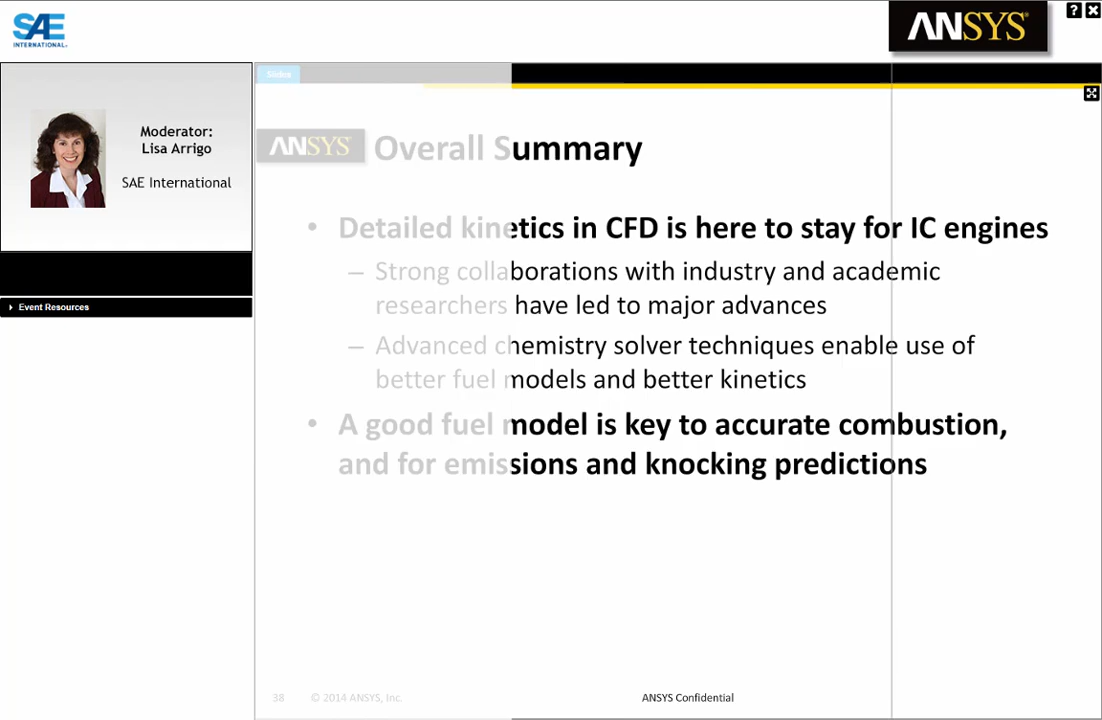 SAE
INTERNATIONAL®
ANSYS®
?
Moderator:
Lisa Arrigo
SAE International
Event Resources
Slides
ANSYS Overall Summary
• Detailed kinetics in CFD is here to stay for IC engines
– Strong collaborations with industry and academic
researchers have led to major advances
– Advanced chemistry solver techniques enable use of
better fuel models and better kinetics
• A good fuel model is key to accurate combustion,
and for emissions and knocking predictions
38 © 2014 ANSYS, Inc. ANSYS Confidential